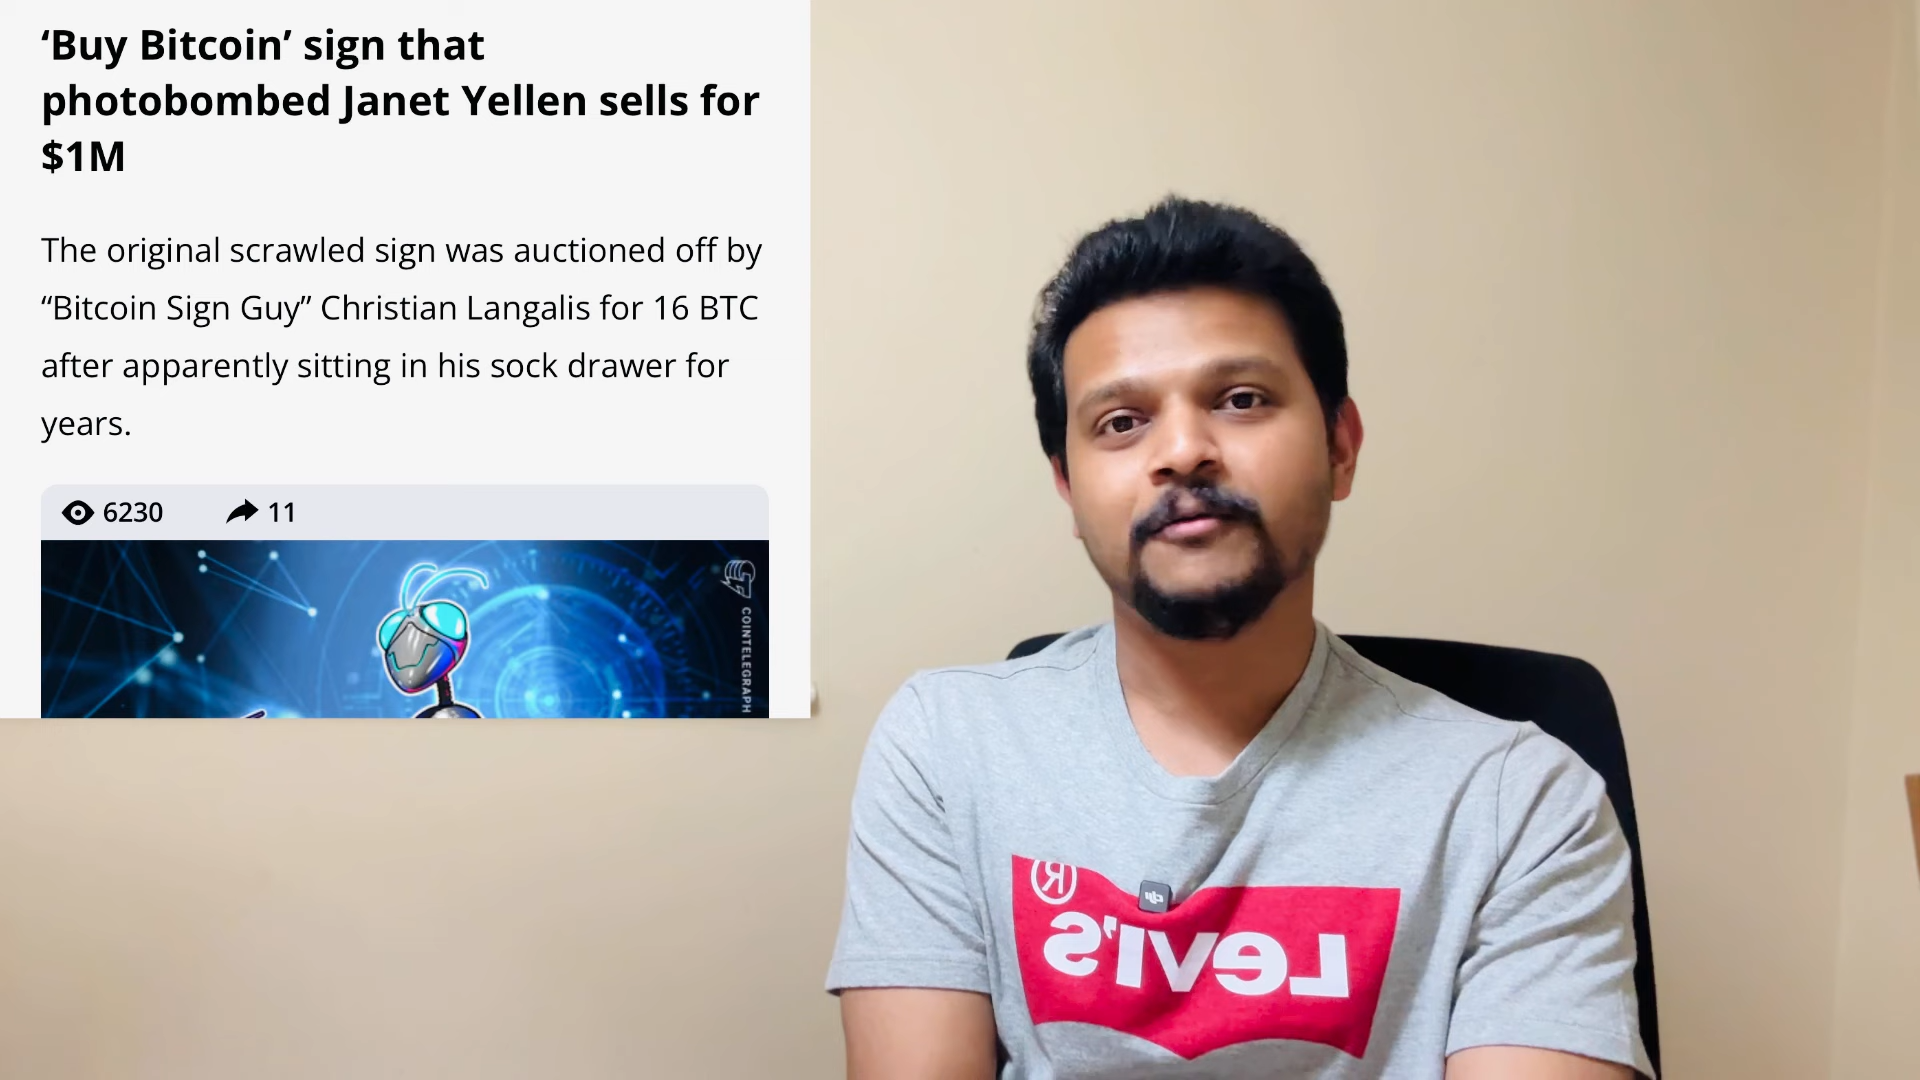 ‘Buy Bitcoin’ sign that
photobombed Janet Yellen sells for
$1M
The original scrawled sign was auctioned off by
“Bitcoin Sign Guy” Christian Langalis for 16 BTC
after apparently sitting in his sock drawer for
years.
6230 11
COINTELEGRAPH
Levi's ®
dji